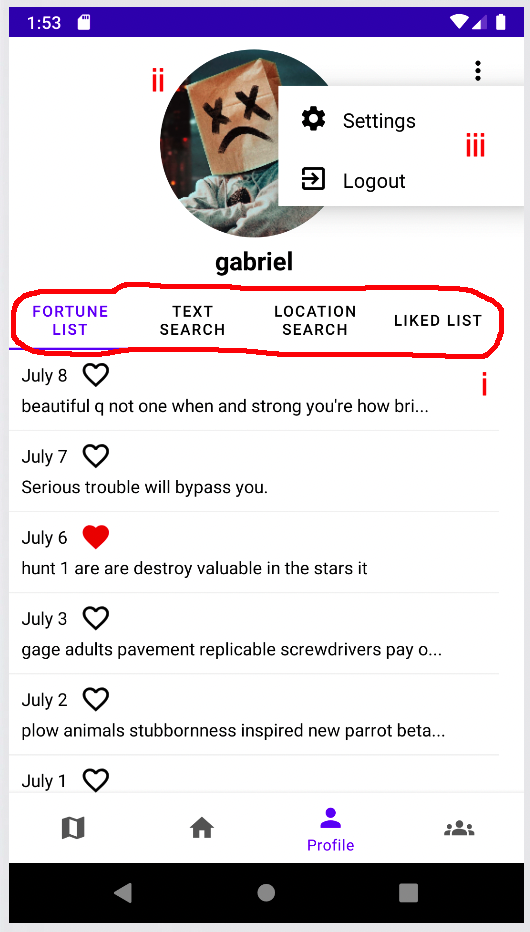 1:53
ii
Settings
iii
Logout
gabriel
FORTUNE
LIST
TEXT
SEARCH
LOCATION
SEARCH
LIKED LIST
i
July 8
beautiful q not one when and strong you're how bri...
July 7
Serious trouble will bypass you.
July 6
hunt 1 are are destroy valuable in the stars it
July 3
gage adults pavement replicable screwdrivers pay o...
July 2
plow animals stubbornness inspired new parrot beta...
July 1
Profile